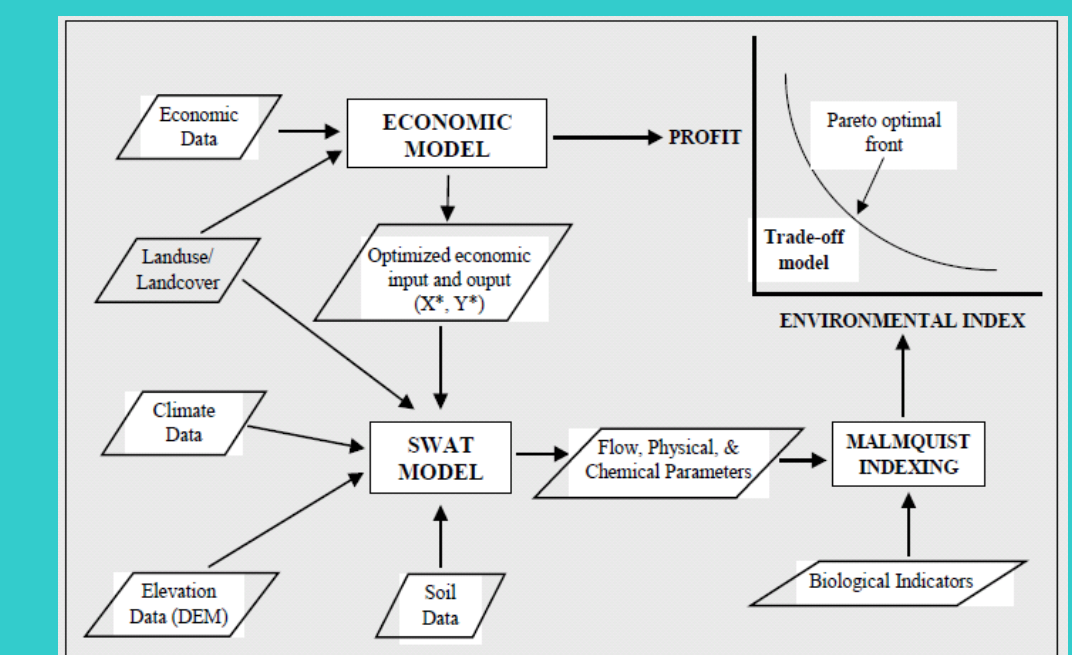 Economic
Data
ECONOMIC
MODEL
PROFIT
Pareto optimal
front
Trade-off
model
ENVIRONMENTAL INDEX
Landuse/
Landcover
Optimized economic
input and ouput
(X*, Y*)
Climate
Data
SWAT
MODEL
Flow, Physical, &
Chemical Parameters
MALMQUIST
INDEXING
Elevation
Data (DEM)
Soil
Data
Biological Indicators